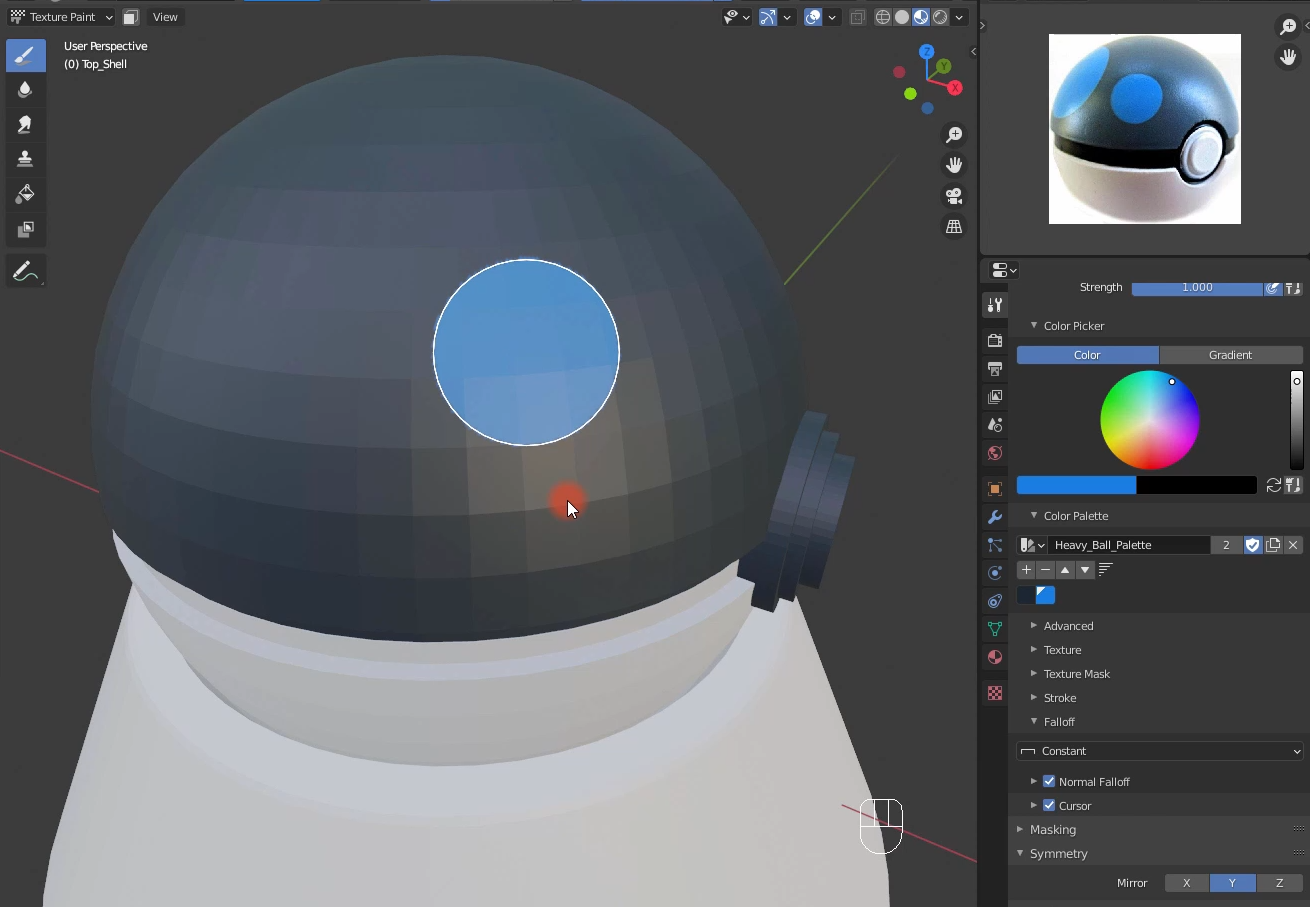 Texture Paint View
User Perspective
(0) Top_Shell
Z
Y
X
Strength 1.000
Color Picker
Color Gradient
Color Palette
Heavy_Ball_Palette 2
Advanced
Texture
Texture Mask
Stroke
Falloff
Constant
Normal Falloff
Cursor
Masking
Symmetry
Mirror X Y Z